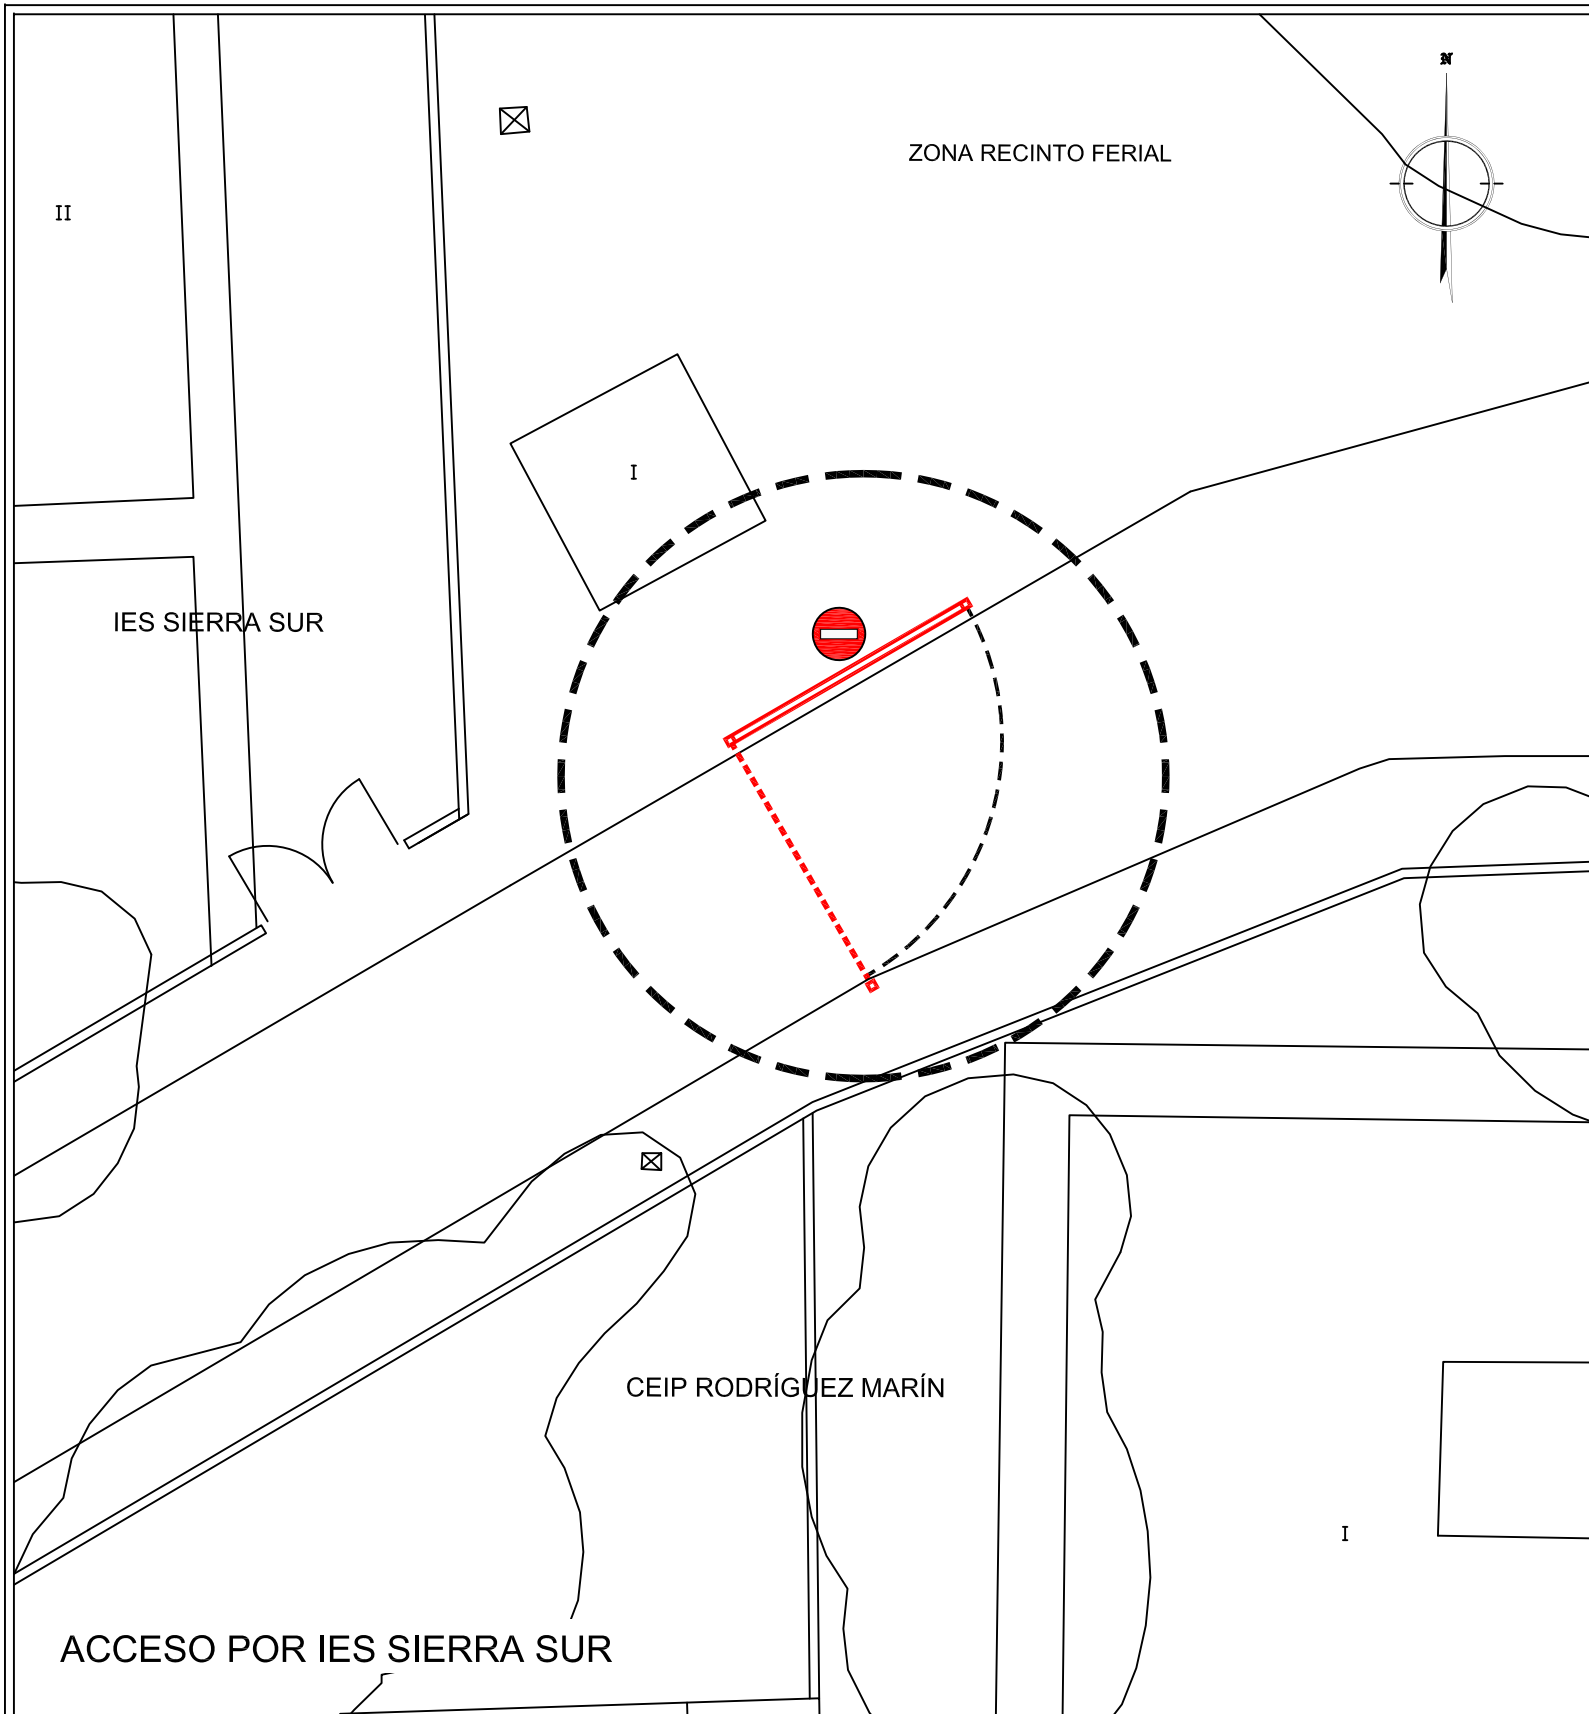 N
ZONA RECINTO FERIAL
II
I
IES SIERRA SUR
CEIP RODRÍGUEZ MARÍN
I
ACCESO POR IES SIERRA SUR